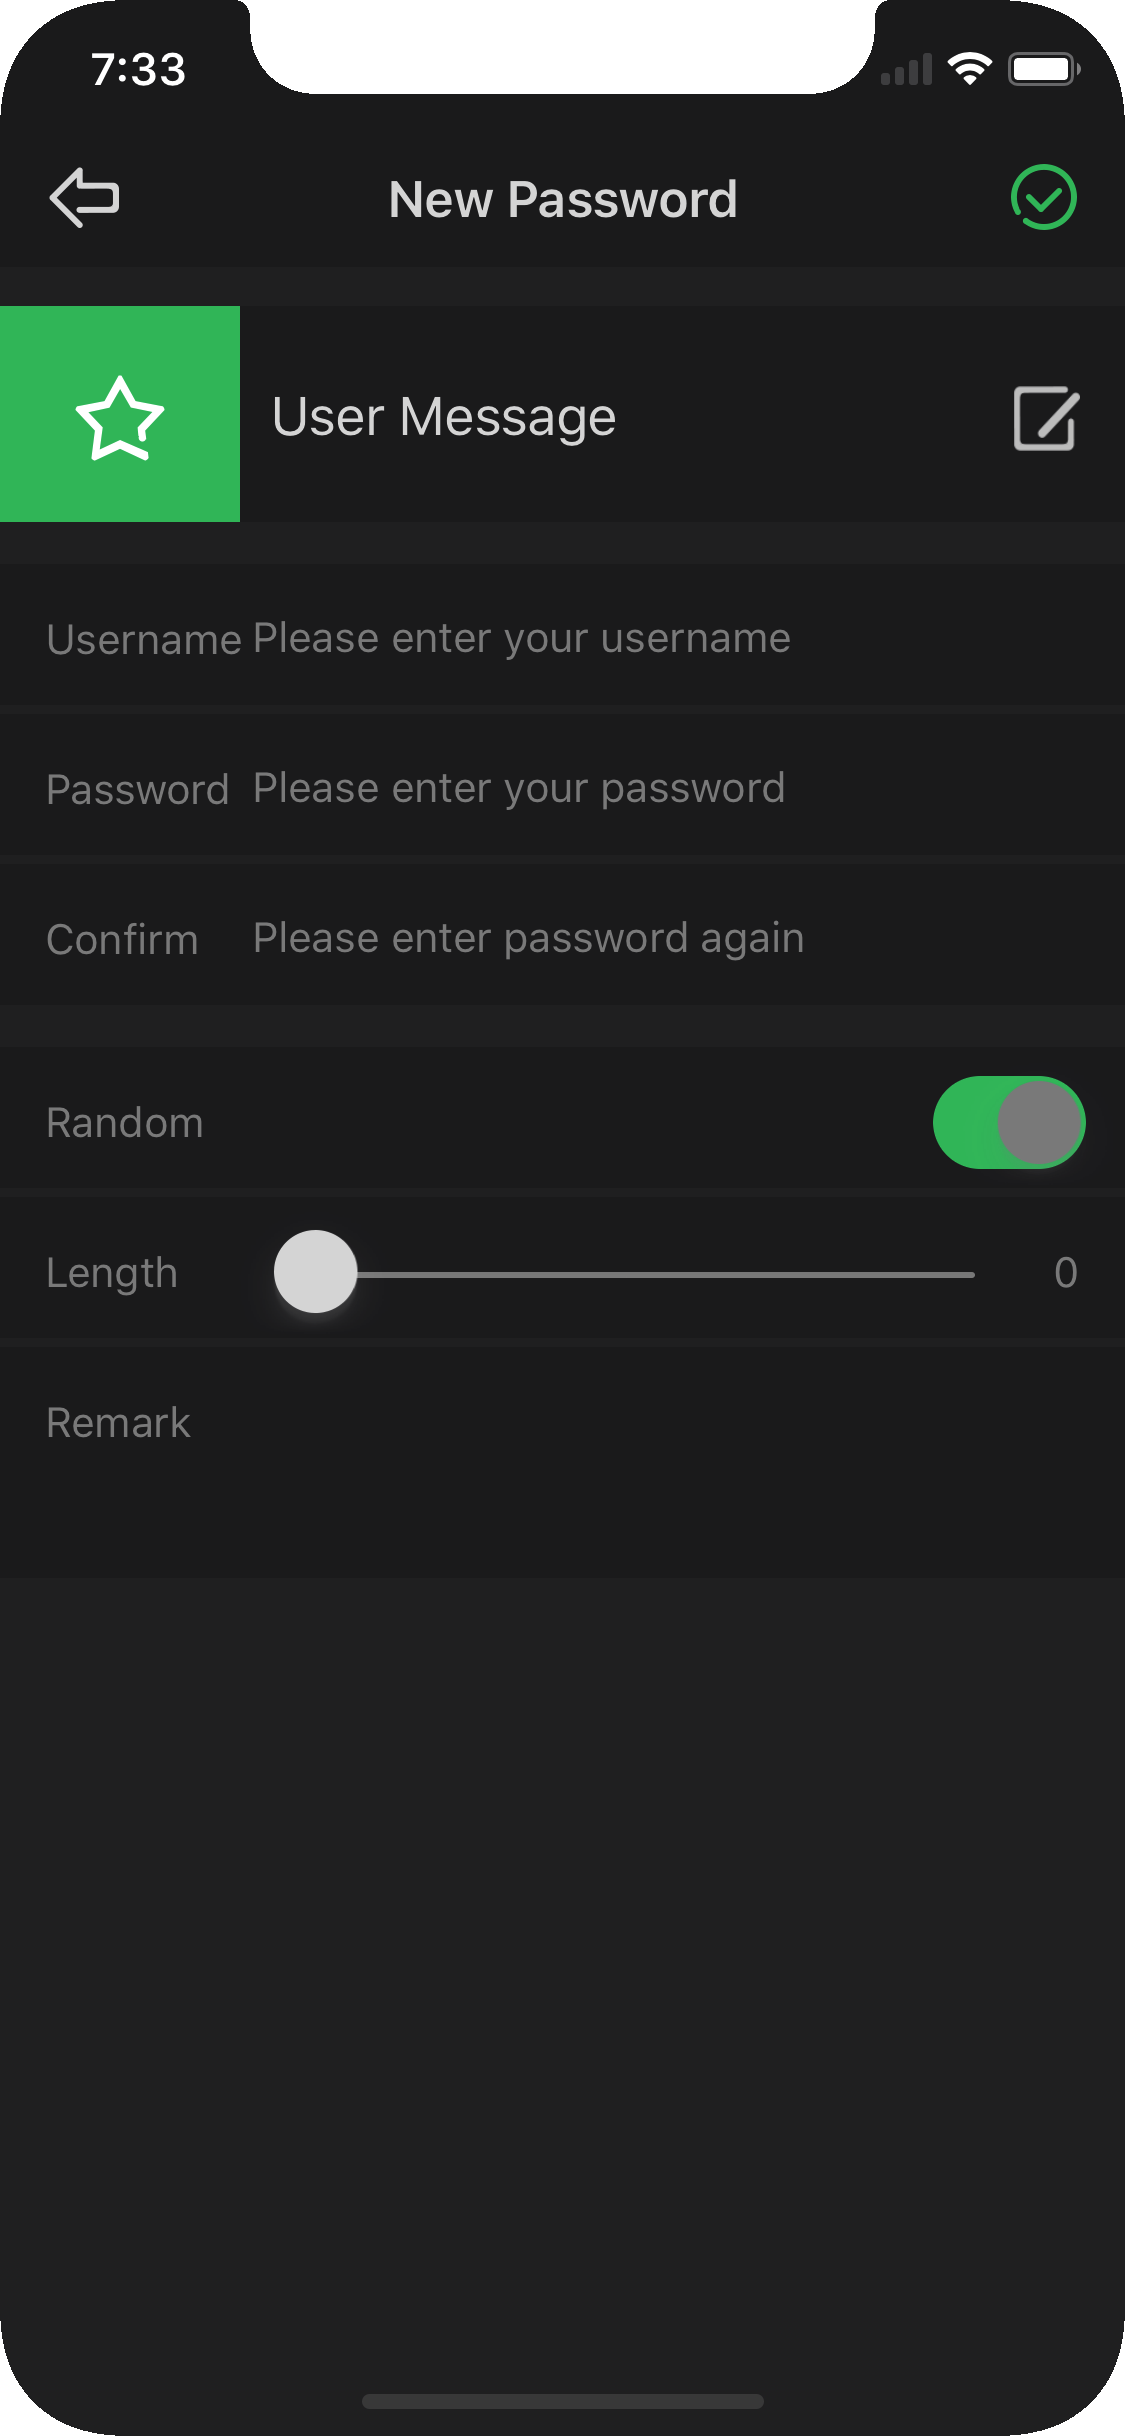 7:33
New Password
User Message
Username Please enter your username
Password Please enter your password
Confirm Please enter password again
Random
Length 0
Remark